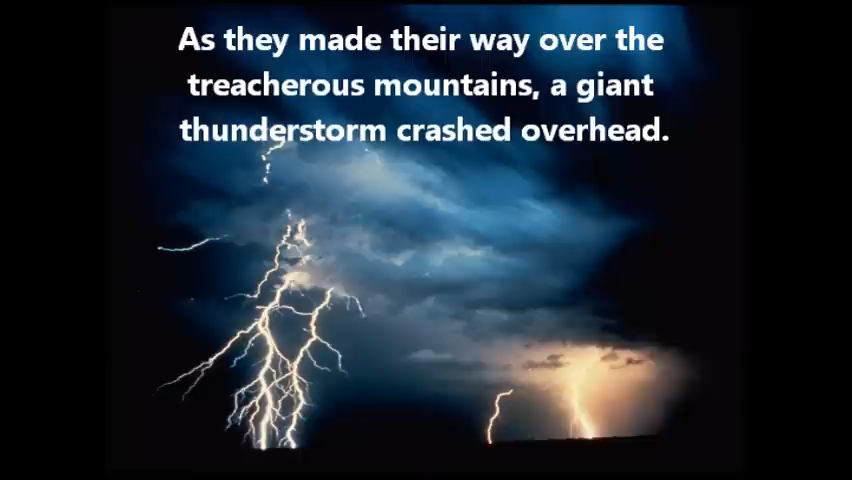 As they made their way over the
treacherous mountains, a giant
thunderstorm crashed overhead.